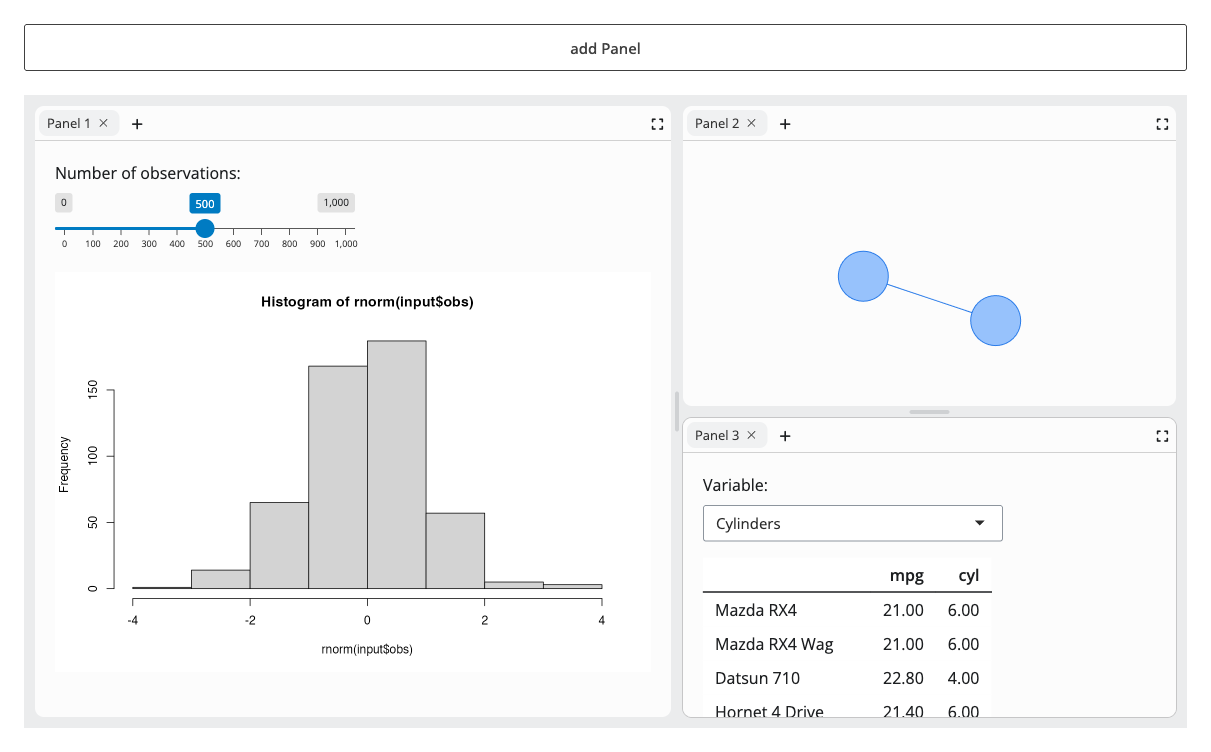 add Panel
Panel 1
Number of observations:
0 500 1,000
0 100 200 300 400 500 600 700 800 900 1,000
Histogram of rnorm(input$obs)
Frequency
150
100
50
0
-4 -2 0 2 4
rnorm(input$obs)
Panel 2
Panel 3
Variable:
Cylinders
mpg cyl
Mazda RX4 21.00 6.00
Mazda RX4 Wag 21.00 6.00
Datsun 710 22.80 4.00
Hornet 4 Drive 21.40 6.00